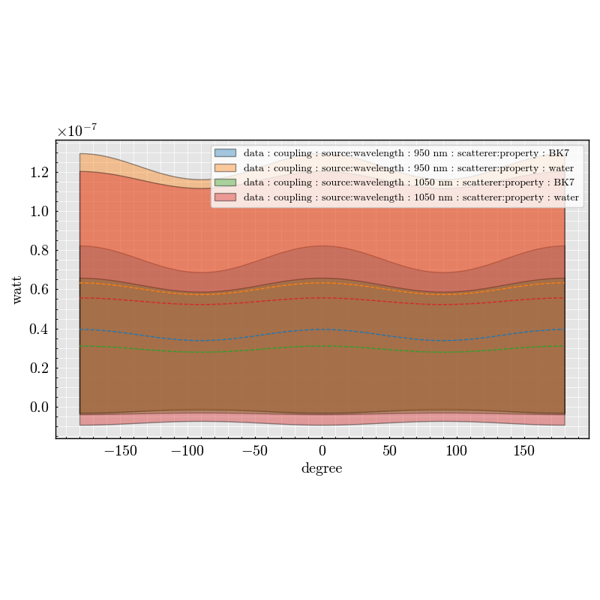 ×10⁻⁷
data : coupling : source:wavelength : 950 nm : scatterer:property : BK7
data : coupling : source:wavelength : 950 nm : scatterer:property : water
data : coupling : source:wavelength : 1050 nm : scatterer:property : BK7
data : coupling : source:wavelength : 1050 nm : scatterer:property : water
1.2
1.0
0.8
0.6
0.4
0.2
0.0
watt
−150 −100 −50 0 50 100 150
degree